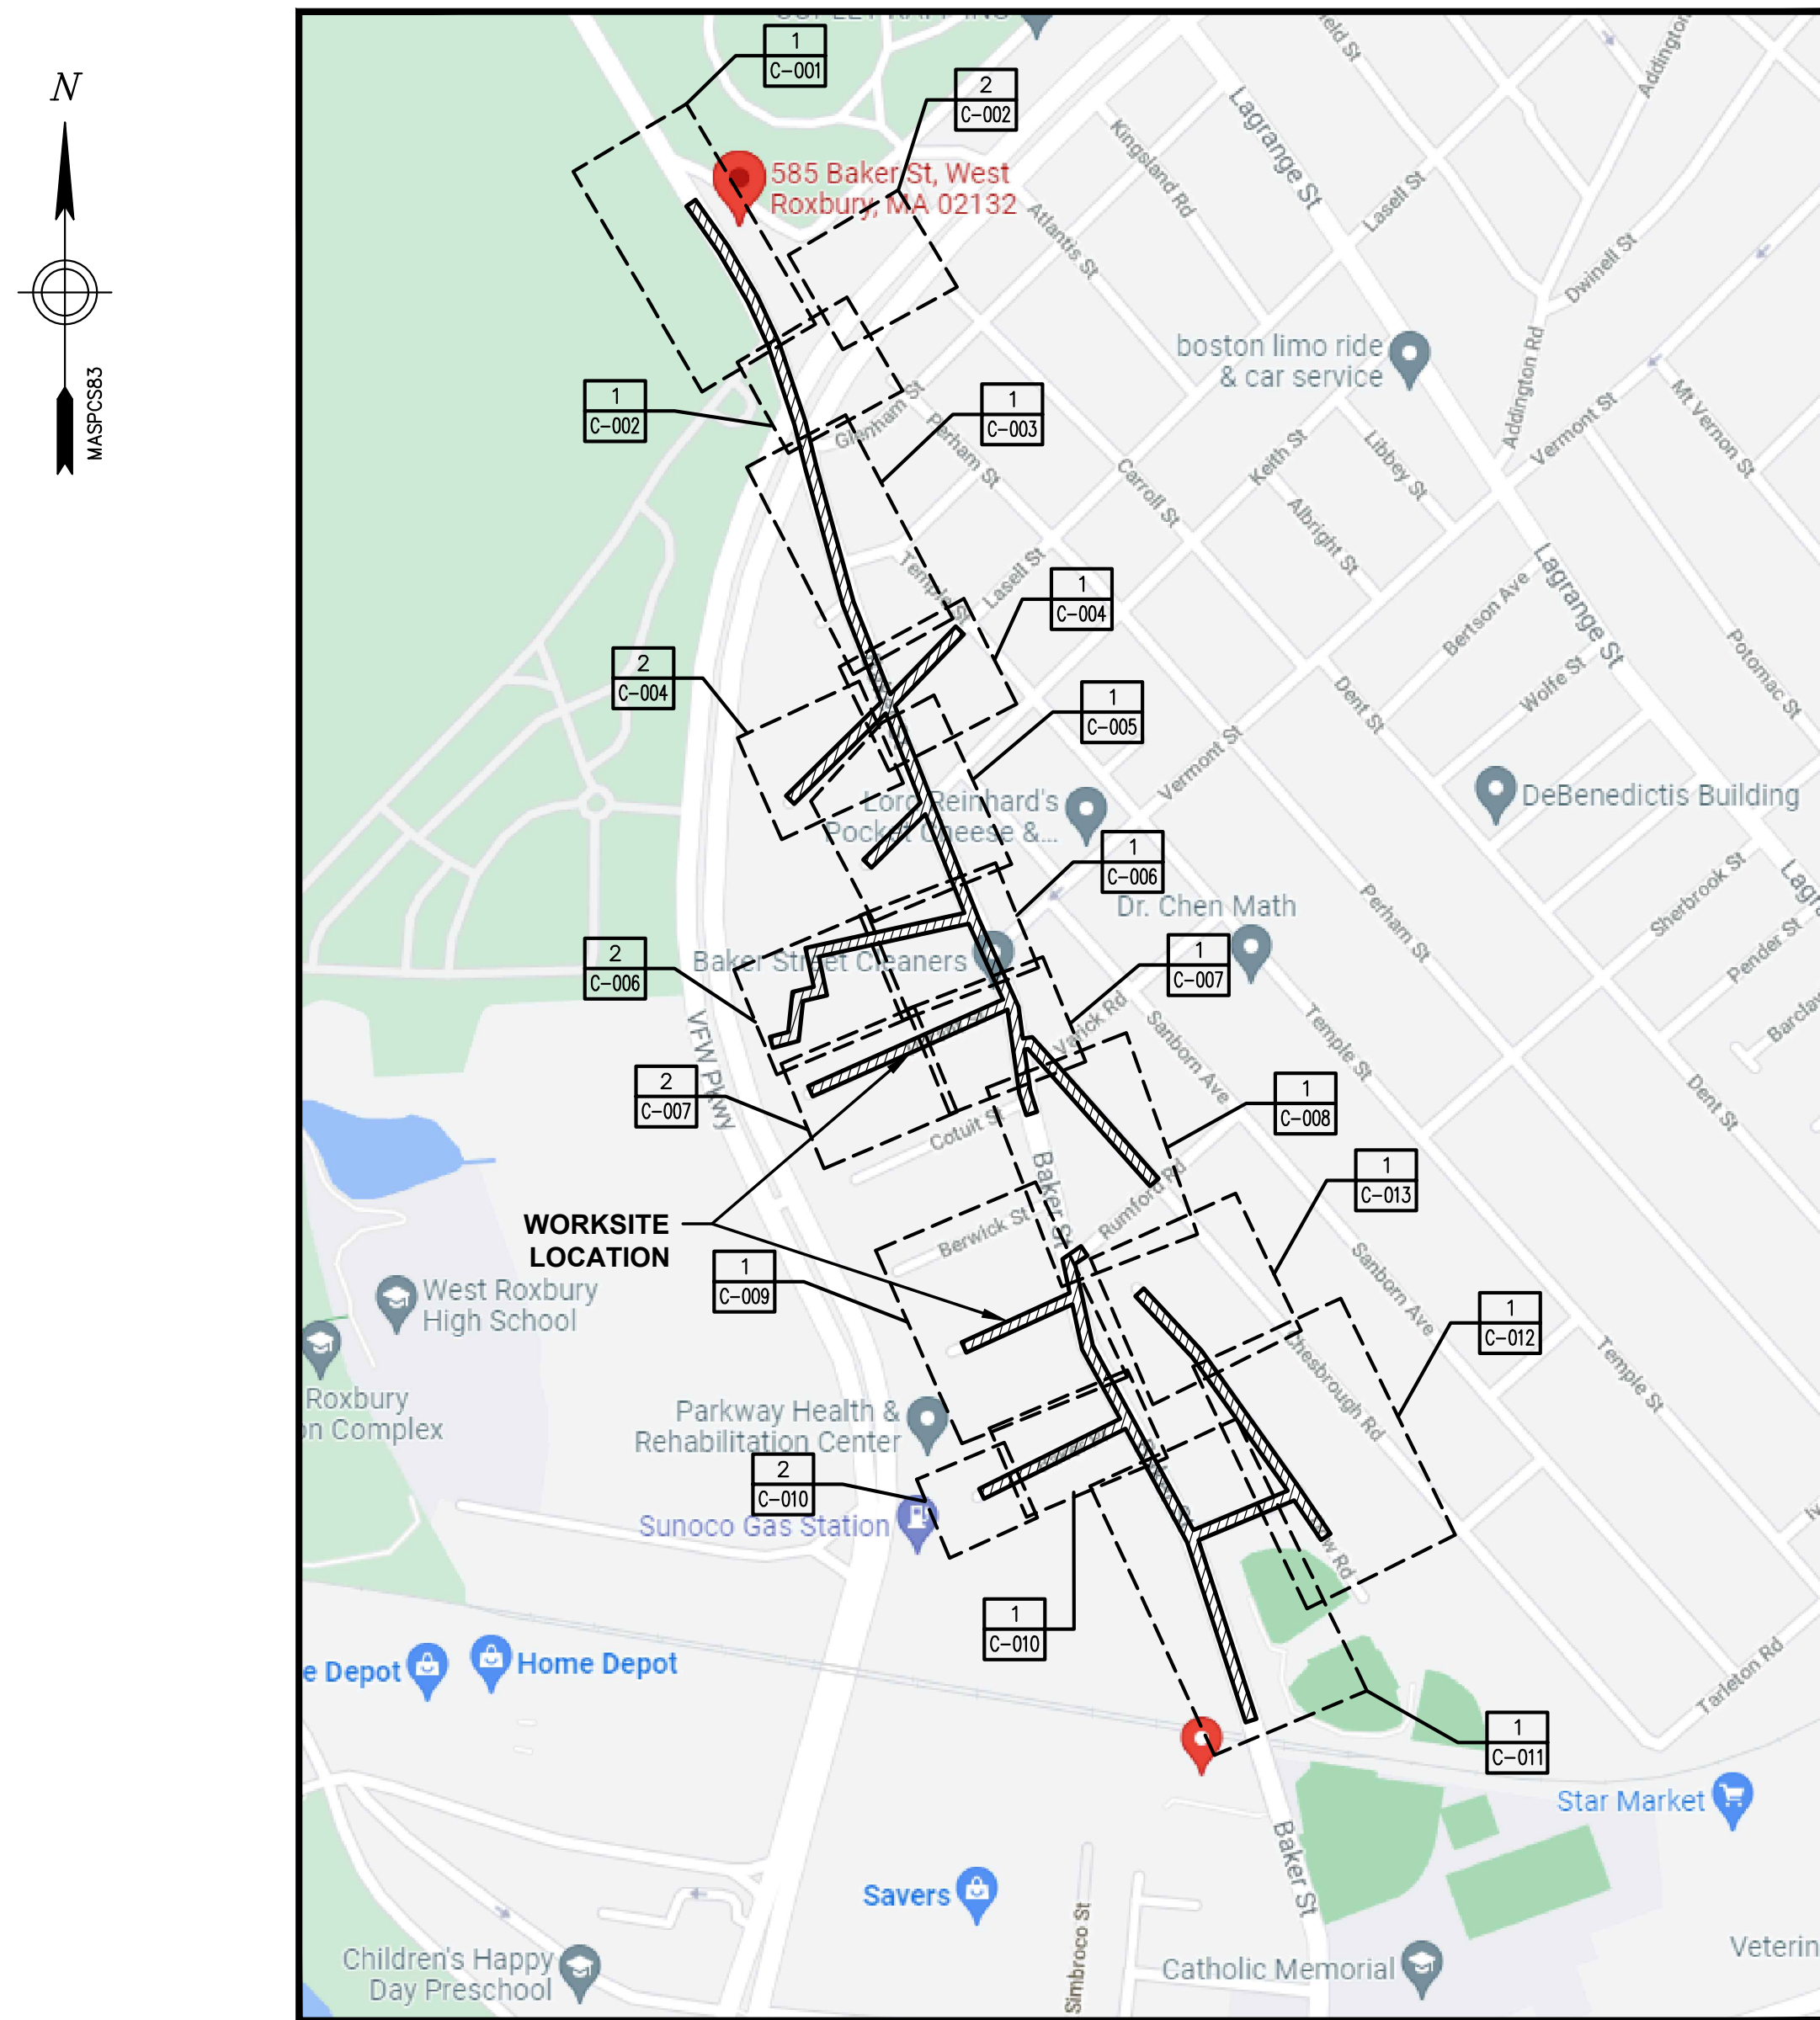 N
MASPCS83
1
C-001
2
C-002
585 Baker St, West
Roxbury, MA 02132
Lagrange St
Kingsland Rd
Lasell St
Addington
Atlantis St
Dwinell St
boston limo ride
& car service
Addington Rd
Vermont St
Mt Vernon St
1
C-002
1
C-003
Glenham St
Perham St
Carroll St
Keith St
Libbey St
Albright St
Temple St
Lasell St
1
C-004
Lagrange St
Bertson Ave
Wolfe St
Potomac St
2
C-004
1
C-005
Dent St
Vermont St
Lord Reinhard's
Pocket Cheese &...
DeBenedictis Building
1
C-006
Dr. Chen Math
Perham St
Sherbrook St
Pender St
2
C-006
Baker Street Cleaners
1
C-007
VFW Pkwy
Varick Rd
Sanborn Ave
Temple St
Dent St
2
C-007
Cotuit St
1
C-008
Baker St
Rumford Rd
1
C-013
WORKSITE
LOCATION
Berwick St
1
C-009
West Roxbury
High School
Sanborn Ave
1
C-012
Chesbrough Rd
Temple St
Roxbury
on Complex
Parkway Health &
Rehabilitation Center
2
C-010
Sunoco Gas Station
1
C-010
e Depot
Home Depot
Tarleton Rd
1
C-011
Star Market
Baker St
Savers
Simbroco St
Children's Happy
Day Preschool
Catholic Memorial
Veterin